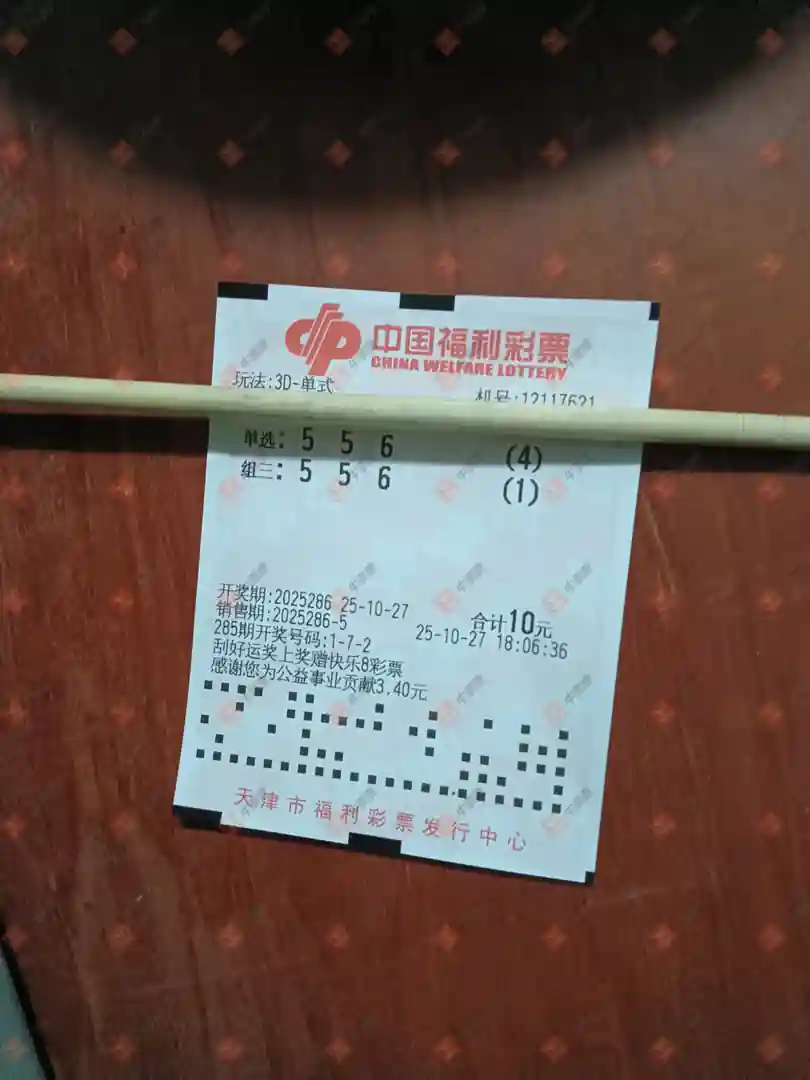 中国福利彩票
CHINA WELFARE LOTTERY
玩法:3D-单式 机号:12117621
单选: 5 5 6 (4)
组三: 5 5 6 (1)
开奖期:2025286 25-10-27 合计10元
销售期:2025286-5 25-10-27 18:06:36
285期开奖号码:1-7-2
刮好运奖上奖赠快乐8彩票
感谢您为公益事业贡献3.40元
天津市福利彩票发行中心